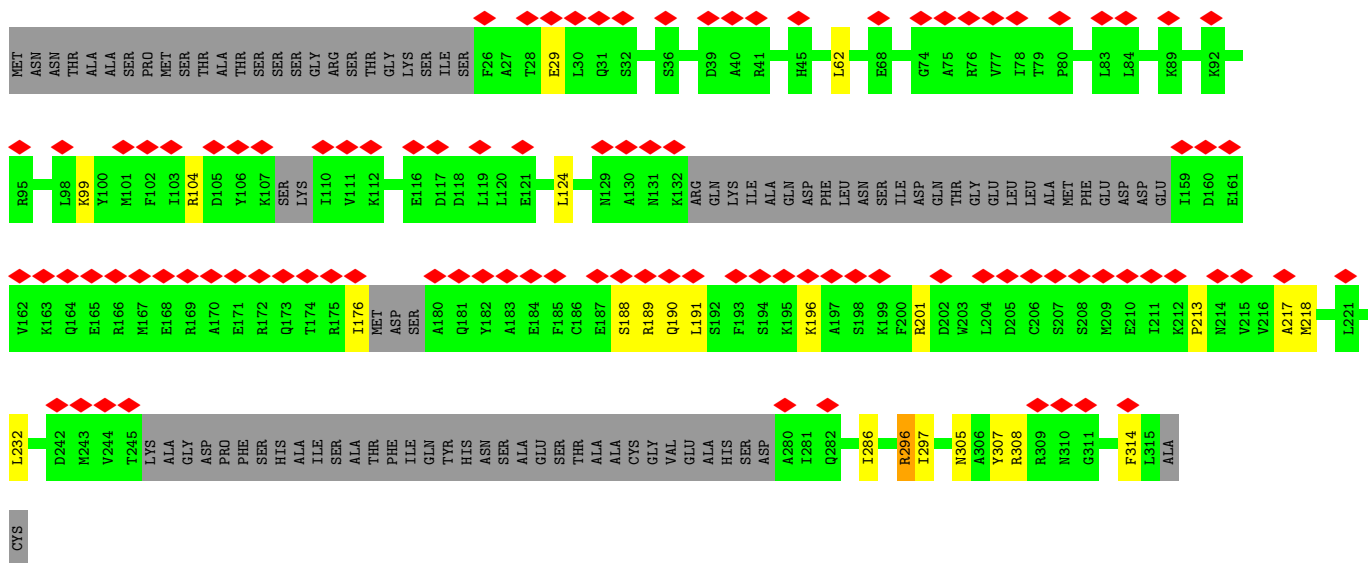 MET ASN ASN THR ALA ALA SER PRO MET SER THR ALA THR SER SER SER GLY ARG SER THR GLY LYS SER ILE SER F26 A27 T28 E29 L30 Q31 S32 S36 D39 A40 R41 H45 L62 E68 G74 A75 R76 V77 I78 T79 P80 L83 L84 K89 K92
R95 L98 K99 Y100 M101 F102 I103 R104 D105 Y106 K107 SER LYS I110 V111 K112 E116 D117 D118 L119 L120 E121 L124 N129 A130 N131 K132 ARG GLN LYS ILE ALA GLN ASP PHE LEU ASN SER ILE ASP GLN THR GLY GLU LEU LEU ALA MET PHE GLU ASP ASP GLU I159 D160 E161
V162 K163 Q164 E165 R166 M167 E168 R169 A170 E171 R172 Q173 T174 R175 I176 MET ASP SER A180 Q181 Y182 A183 E184 F185 C186 E187 S188 R189 Q190 L191 S192 F193 S194 K195 K196 A197 S198 K199 F200 R201 D202 W203 L204 D205 C206 S207 S208 M209 E210 I211 K212 P213 N214 V215 V216 A217 M218 L221
L232 D242 M243 V244 T245 LYS ALA GLY ASP PRO PHE SER HIS ALA ILE SER ALA THR PHE ILE GLN TYR HIS ASN SER ALA GLU SER THR ALA ALA CYS GLY VAL GLU ALA HIS SER ASP A280 I281 Q282 I286 R296 I297 N305 A306 Y307 R308 R309 N310 G311 F314 L315 ALA
CYS